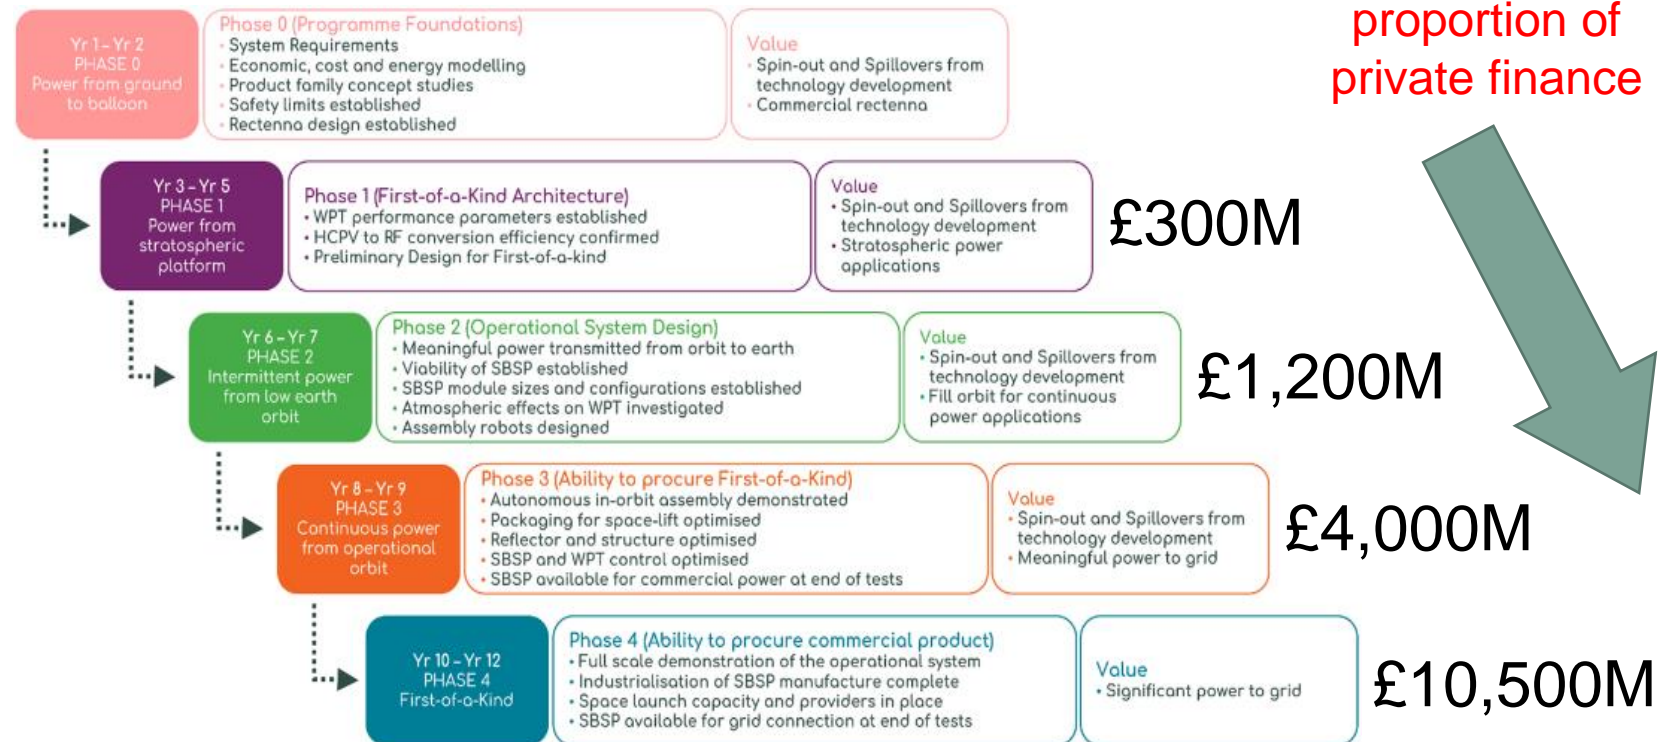 proportion of
private finance
Yr 1 – Yr 2
PHASE 0
Power from ground
to balloon
Phase 0 (Programme Foundations)
• System Requirements
• Economic, cost and energy modelling
• Product family concept studies
• Safety limits established
• Rectenna design established
Value
• Spin-out and Spillovers from
technology development
• Commercial rectenna
Yr 3 – Yr 5
PHASE 1
Power from
stratospheric
platform
Phase 1 (First-of-a-Kind Architecture)
• WPT performance parameters established
• HCPV to RF conversion efficiency confirmed
• Preliminary Design for First-of-a-kind
Value
• Spin-out and Spillovers from
technology development
• Stratospheric power
applications
£300M
Yr 6 – Yr 7
PHASE 2
Intermittent power
from low earth
orbit
Phase 2 (Operational System Design)
• Meaningful power transmitted from orbit to earth
• Viability of SBSP established
• SBSP module sizes and configurations established
• Atmospheric effects on WPT investigated
• Assembly robots designed
Value
• Spin-out and Spillovers from
technology development
• Fill orbit for continuous
power applications
£1,200M
Yr 8 – Yr 9
PHASE 3
Continuous power
from operational
orbit
Phase 3 (Ability to procure First-of-a-Kind)
• Autonomous in-orbit assembly demonstrated
• Packaging for space-lift optimised
• Reflector and structure optimised
• SBSP and WPT control optimised
• SBSP available for commercial power at end of tests
Value
• Spin-out and Spillovers from
technology development
• Meaningful power to grid
£4,000M
Yr 10 – Yr 12
PHASE 4
First-of-a-Kind
Phase 4 (Ability to procure commercial product)
• Full scale demonstration of the operational system
• Industrialisation of SBSP manufacture complete
• Space launch capacity and providers in place
• SBSP available for grid connection at end of tests
Value
• Significant power to grid
£10,500M